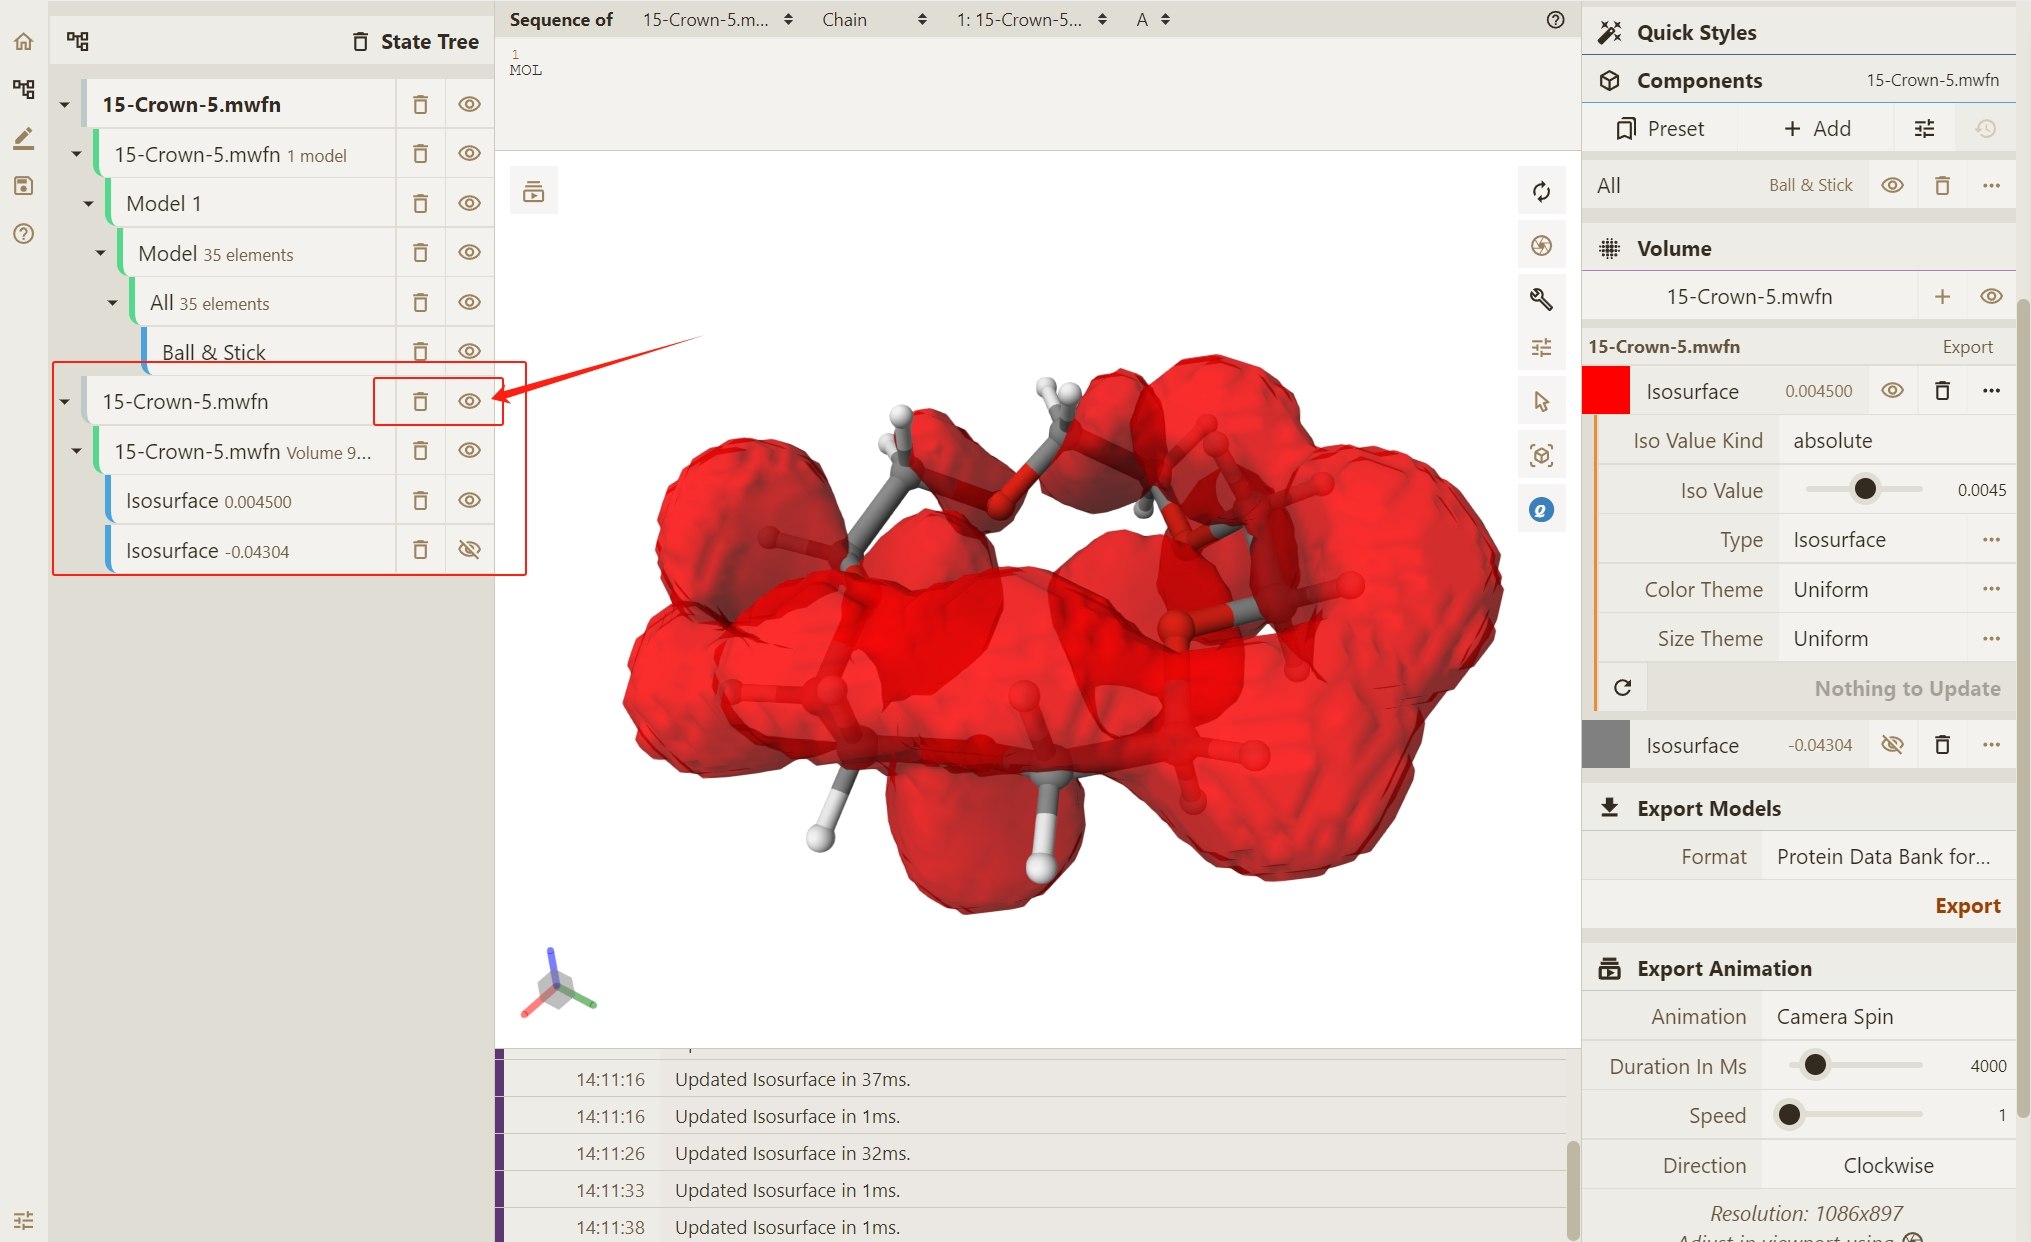 State Tree
15-Crown-5.mwfn
15-Crown-5.mwfn 1 model
Model 1
Model 35 elements
All 35 elements
Ball & Stick
15-Crown-5.mwfn
15-Crown-5.mwfn Volume 9...
Isosurface 0.004500
Isosurface -0.04304
Sequence of 15-Crown-5.m... Chain 1: 15-Crown-5... A
1
MOL
14:11:16 Updated Isosurface in 37ms.
14:11:16 Updated Isosurface in 1ms.
14:11:26 Updated Isosurface in 32ms.
14:11:33 Updated Isosurface in 1ms.
14:11:38 Updated Isosurface in 1ms.
Quick Styles
Components 15-Crown-5.mwfn
Preset + Add
All Ball & Stick
Volume
15-Crown-5.mwfn
15-Crown-5.mwfn Export
Isosurface 0.004500
Iso Value Kind absolute
Iso Value 0.0045
Type Isosurface
Color Theme Uniform
Size Theme Uniform
Nothing to Update
Isosurface -0.04304
Export Models
Format Protein Data Bank for...
Export
Export Animation
Animation Camera Spin
Duration In Ms 4000
Speed 1
Direction Clockwise
Resolution: 1086x897
Adjust in viewport using